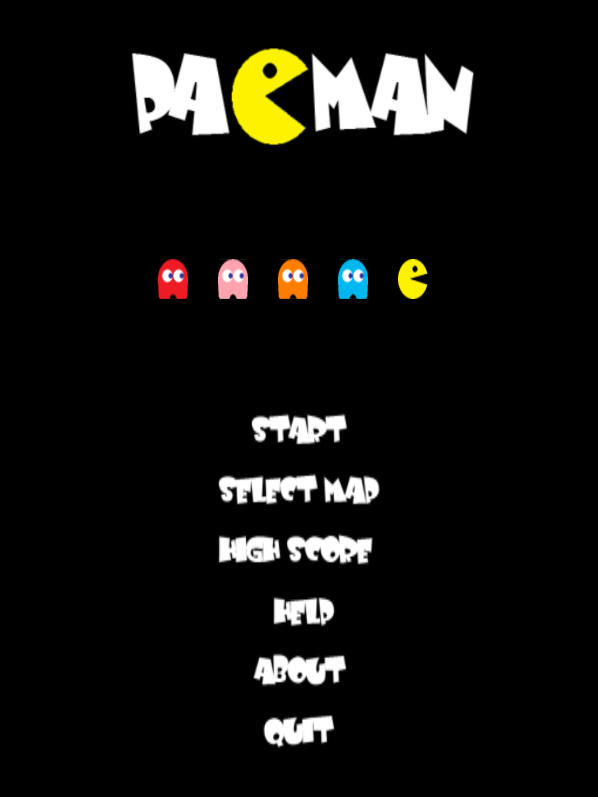 PACMAN
START
SELECT MAP
HIGH SCORE
HELP
ABOUT
QUIT